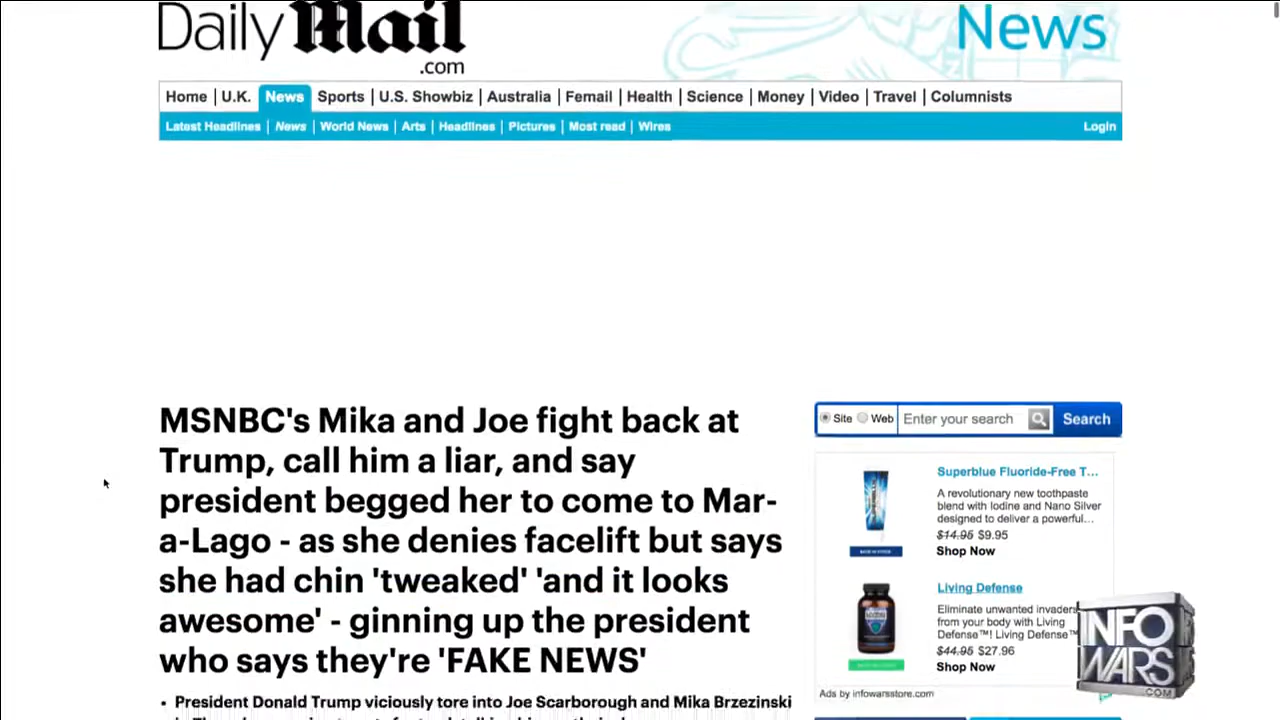 Daily Mail
.com
News
Home U.K. News Sports U.S. Showbiz Australia Femail Health Science Money Video Travel Columnists
Latest Headlines News World News Arts Headlines Pictures Most read Wires Login
MSNBC's Mika and Joe fight back at
Trump, call him a liar, and say
president begged her to come to Mar-
a-Lago - as she denies facelift but says
she had chin 'tweaked' 'and it looks
awesome' - ginning up the president
who says they're 'FAKE NEWS'
• President Donald Trump viciously tore into Joe Scarborough and Mika Brzezinski
Site Web Enter your search Search
Superblue Fluoride-Free T...
A revolutionary new toothpaste
blend with Iodine and Nano Silver
designed to deliver a powerful...
$14.95 $9.95
Shop Now
Living Defense
Eliminate unwanted invaders
from your body with Living
Defense™! Living Defense™
$44.95 $27.96
Shop Now
Ads by infowarsstore.com
INFO
WARS
.COM